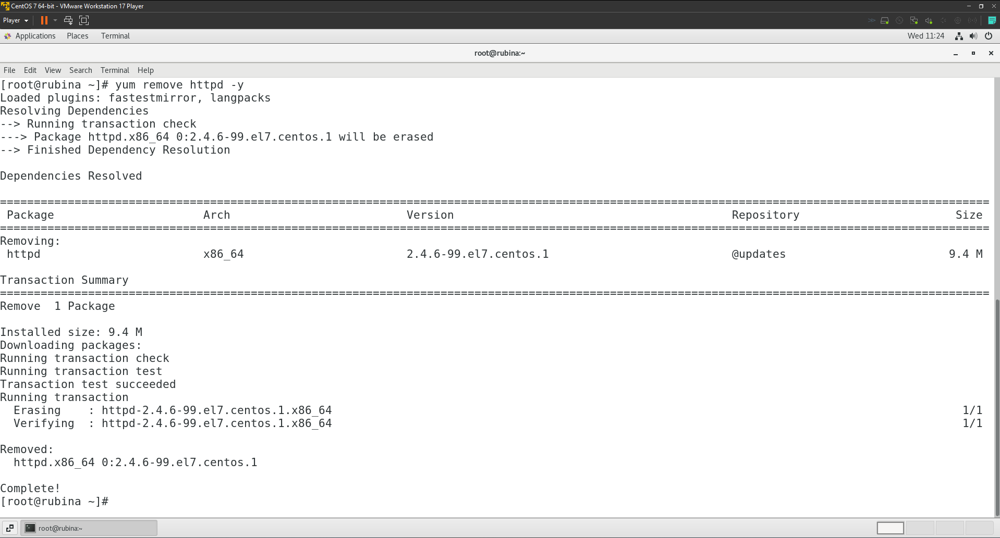 CentOS 7 64-bit - VMware Workstation 17 Player
Player
Applications Places Terminal Wed 11:24
root@rubina:~
File Edit View Search Terminal Help
[root@rubina ~]# yum remove httpd -y
Loaded plugins: fastestmirror, langpacks
Resolving Dependencies
--> Running transaction check
---> Package httpd.x86_64 0:2.4.6-99.el7.centos.1 will be erased
--> Finished Dependency Resolution
Dependencies Resolved
==================================================================================================================================================
Package Arch Version Repository Size
==================================================================================================================================================
Removing:
httpd x86_64 2.4.6-99.el7.centos.1 @updates 9.4 M
Transaction Summary
==================================================================================================================================================
Remove  1 Package
Installed size: 9.4 M
Downloading packages:
Running transaction check
Running transaction test
Transaction test succeeded
Running transaction
  Erasing    : httpd-2.4.6-99.el7.centos.1.x86_64 1/1
  Verifying  : httpd-2.4.6-99.el7.centos.1.x86_64 1/1
Removed:
  httpd.x86_64 0:2.4.6-99.el7.centos.1
Complete!
[root@rubina ~]#
root@rubina:~